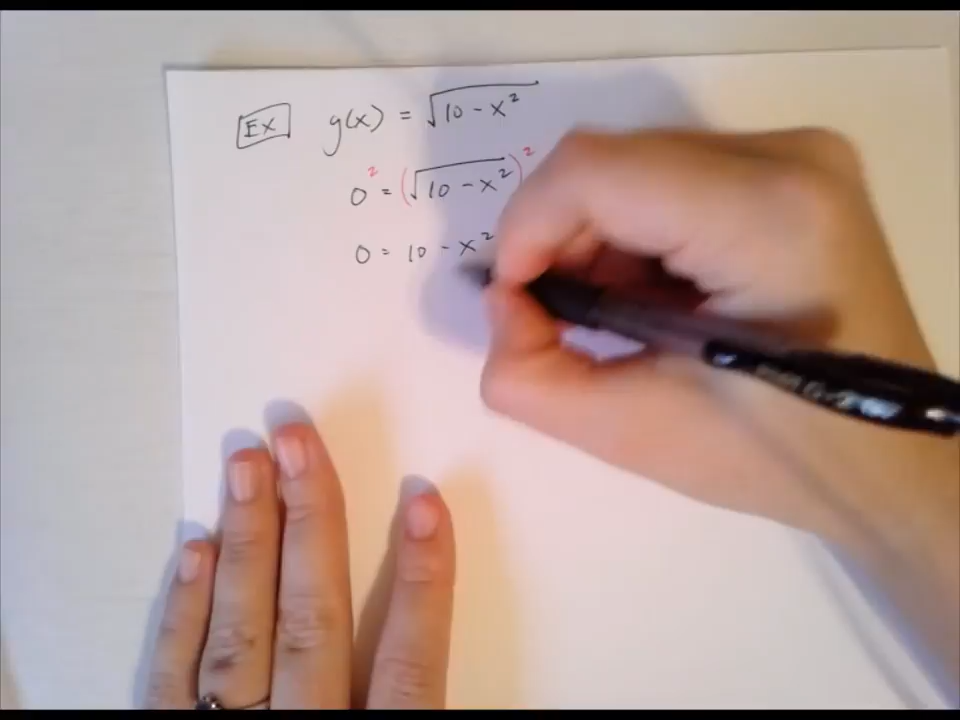 Ex g(x) = √10 - x²
0² = (√10 - x²)²
0 = 10 - x²